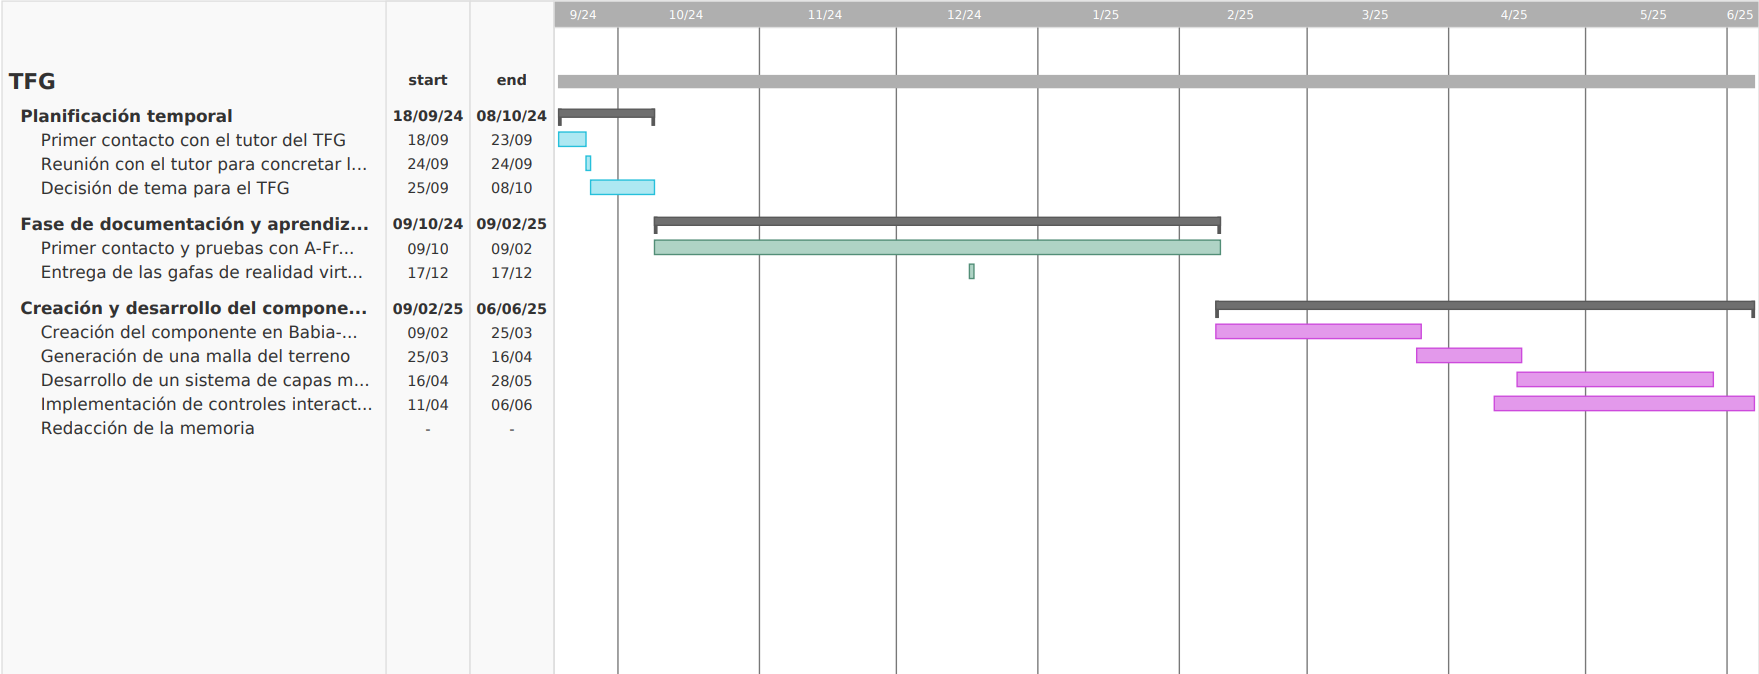 9/24 10/24 11/24 12/24 1/25 2/25 3/25 4/25 5/25 6/25
TFG start end
Planificación temporal 18/09/24 08/10/24
Primer contacto con el tutor del TFG 18/09 23/09
Reunión con el tutor para concretar l... 24/09 24/09
Decisión de tema para el TFG 25/09 08/10
Fase de documentación y aprendiz... 09/10/24 09/02/25
Primer contacto y pruebas con A-Fr... 09/10 09/02
Entrega de las gafas de realidad virt... 17/12 17/12
Creación y desarrollo del compone... 09/02/25 06/06/25
Creación del componente en Babia-... 09/02 25/03
Generación de una malla del terreno 25/03 16/04
Desarrollo de un sistema de capas m... 16/04 28/05
Implementación de controles interact... 11/04 06/06
Redacción de la memoria - -